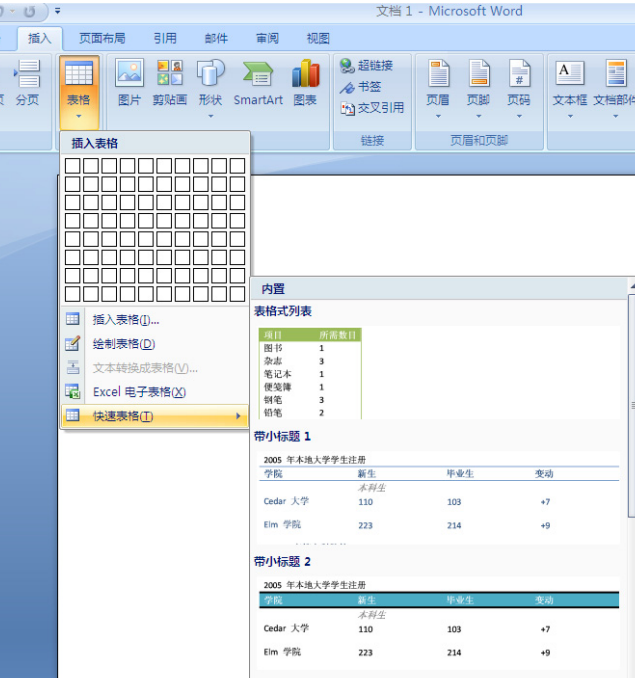 文档 1 - Microsoft Word
插入 页面布局 引用 邮件 审阅 视图
分页 表格 图片 剪贴画 形状 SmartArt 图表 超链接 书签 交叉引用 页眉 页脚 页码 文本框 文档部件
链接 页眉和页脚
插入表格
插入表格(I)...
绘制表格(D)
文本转换成表格(V)...
Excel 电子表格(X)
快速表格(T)
内置
表格式列表
项目 所需数目
图书 1
杂志 3
笔记本 1
便笺簿 1
钢笔 3
铅笔 2
带小标题 1
2005 年本地大学学生注册
学院 新生 毕业生 变动
本科生
Cedar 大学 110 103 +7
Elm 学院 223 214 +9
带小标题 2
2005 年本地大学学生注册
学院 新生 毕业生 变动
本科生
Cedar 大学 110 103 +7
Elm 学院 223 214 +9